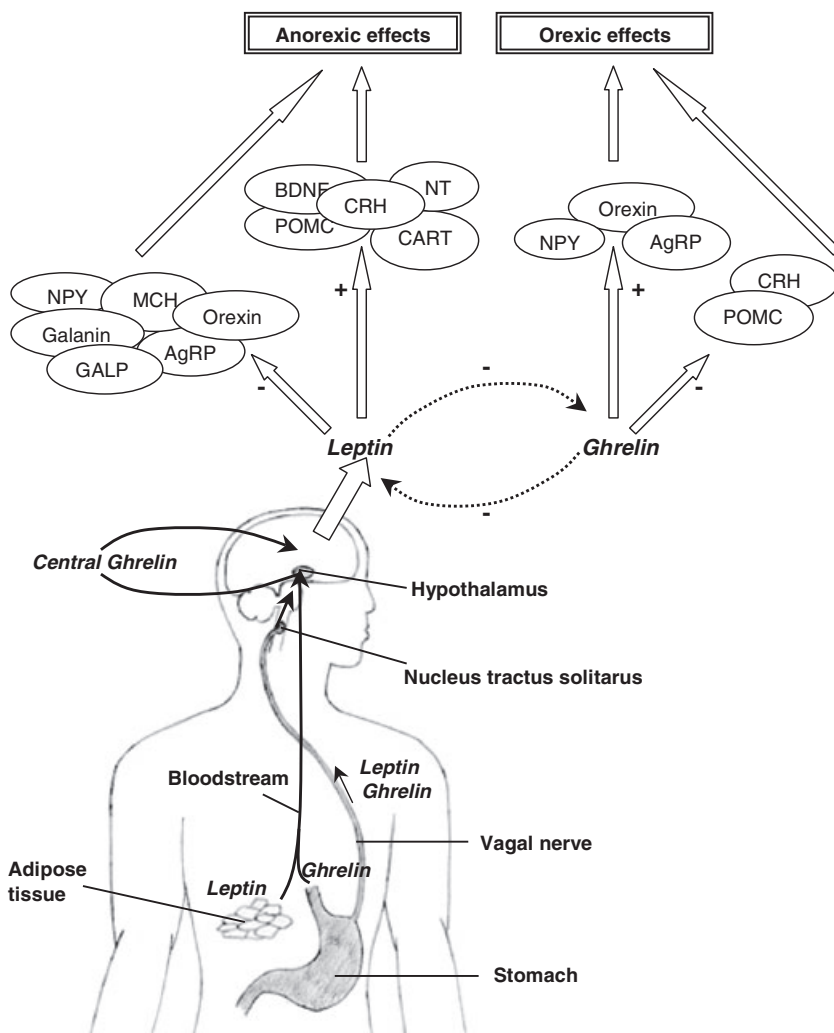 Anorexic effects
Orexic effects
BDNF
NT
CRH
POMC
CART
Orexin
NPY
AgRP
CRH
POMC
NPY
MCH
Orexin
Galanin
AgRP
GALP
+
+
-
-
-
Leptin
Ghrelin
-
Central Ghrelin
Hypothalamus
Nucleus tractus solitarus
Bloodstream
Leptin
Ghrelin
Vagal nerve
Adipose
tissue
Leptin
Ghrelin
Stomach